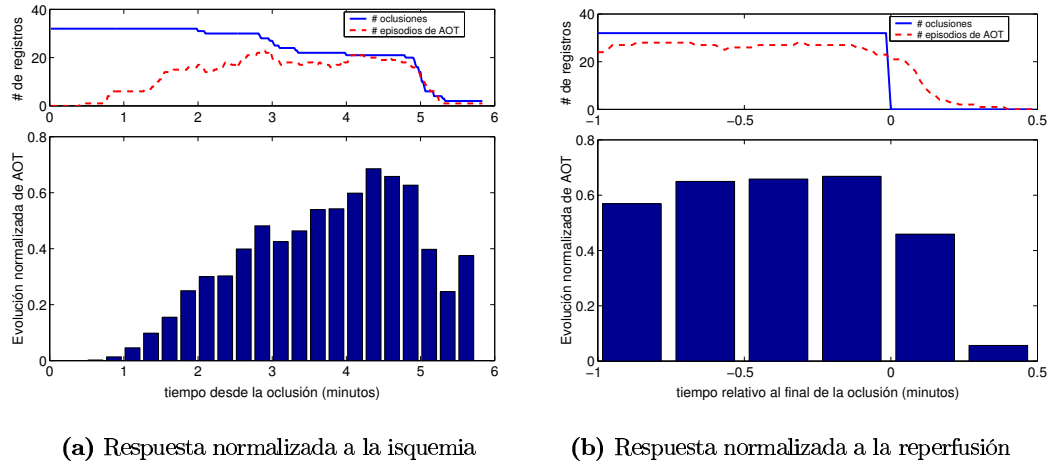 40
20
0
# de registros
# oclusiones
# episodios de AOT
0 1 2 3 4 5 6
0.8
0.6
0.4
0.2
0
Evolución normalizada de AOT
0 1 2 3 4 5 6
tiempo desde la oclusión (minutos)
(a) Respuesta normalizada a la isquemia
40
20
0
# de registros
# oclusiones
# episodios de AOT
−1 −0.5 0 0.5
0.8
0.6
0.4
0.2
0
Evolución normalizada de AOT
−1 −0.5 0 0.5
tiempo relativo al final de la oclusión (minutos)
(b) Respuesta normalizada a la reperfusión